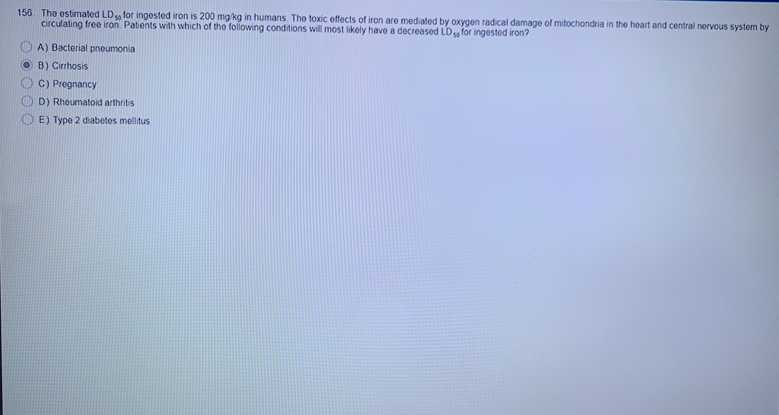 156. The estimated LD50 for ingested iron is 200 mg/kg in humans. The toxic effects of iron are mediated by oxygen radical damage of mitochondria in the heart and central nervous system by
circulating free iron. Patients with which of the following conditions will most likely have a decreased LD50 for ingested iron?
A) Bacterial pneumonia
B) Cirrhosis
C) Pregnancy
D) Rheumatoid arthritis
E) Type 2 diabetes mellitus